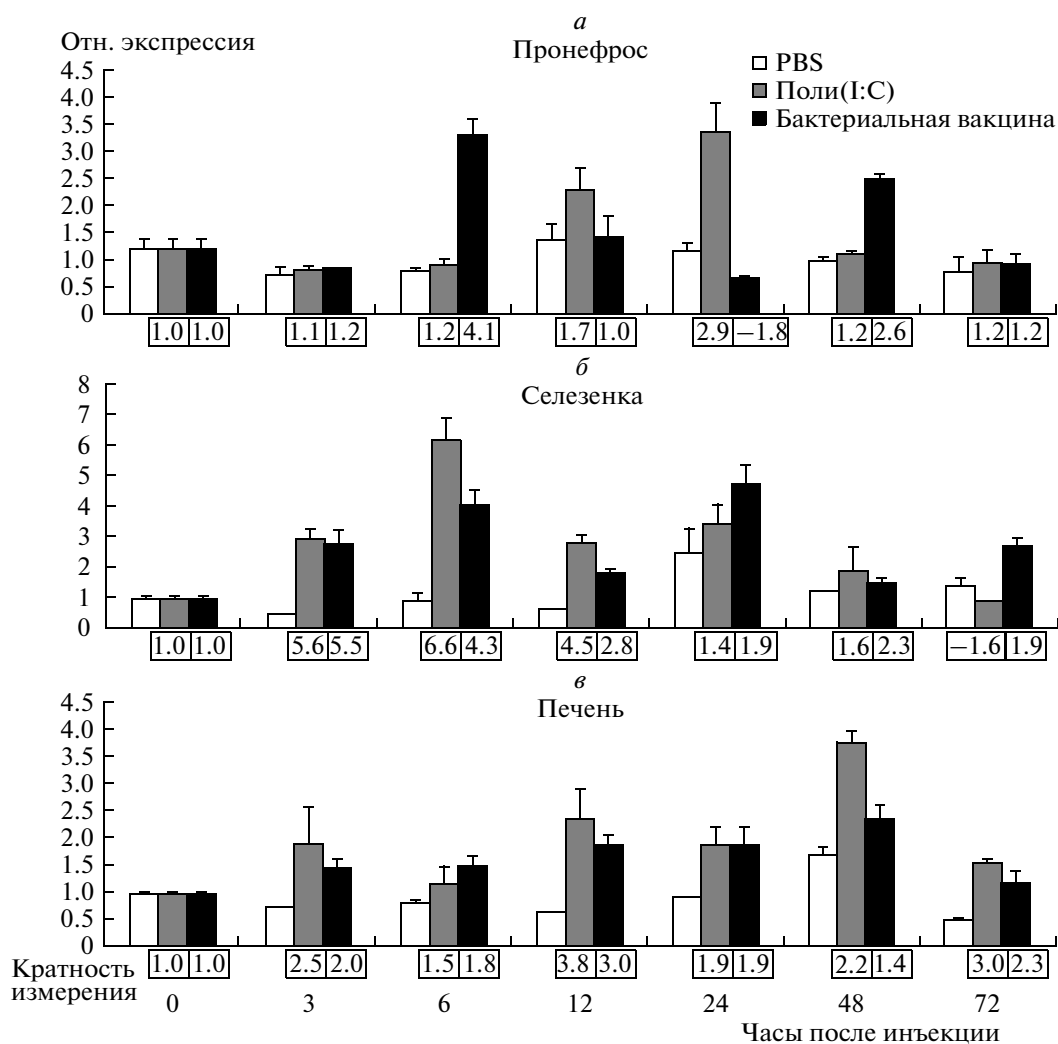 а
Отн. экспрессия
Пронефрос
PBS
Поли(I:C)
Бактериальная вакцина
4.5
4.0
3.5
3.0
2.5
2.0
1.5
1.0
0.5
0
1.0 1.0 1.1 1.2 1.2 4.1 1.7 1.0 2.9 −1.8 1.2 2.6 1.2 1.2
б
Селезенка
8
7
6
5
4
3
2
1
0
1.0 1.0 5.6 5.5 6.6 4.3 4.5 2.8 1.4 1.9 1.6 2.3 −1.6 1.9
в
Печень
4.5
4.0
3.5
3.0
2.5
2.0
1.5
1.0
0.5
0
Кратность
измерения
1.0 1.0 2.5 2.0 1.5 1.8 3.8 3.0 1.9 1.9 2.2 1.4 3.0 2.3
0 3 6 12 24 48 72
Часы после инъекции